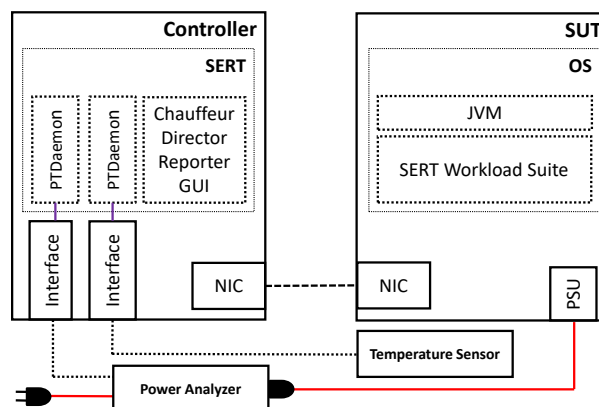 Controller
SERT
PTDaemon
PTDaemon
Chauffeur
Director
Reporter
GUI
Interface
Interface
NIC
SUT
OS
JVM
SERT Workload Suite
NIC
PSU
Temperature Sensor
Power Analyzer